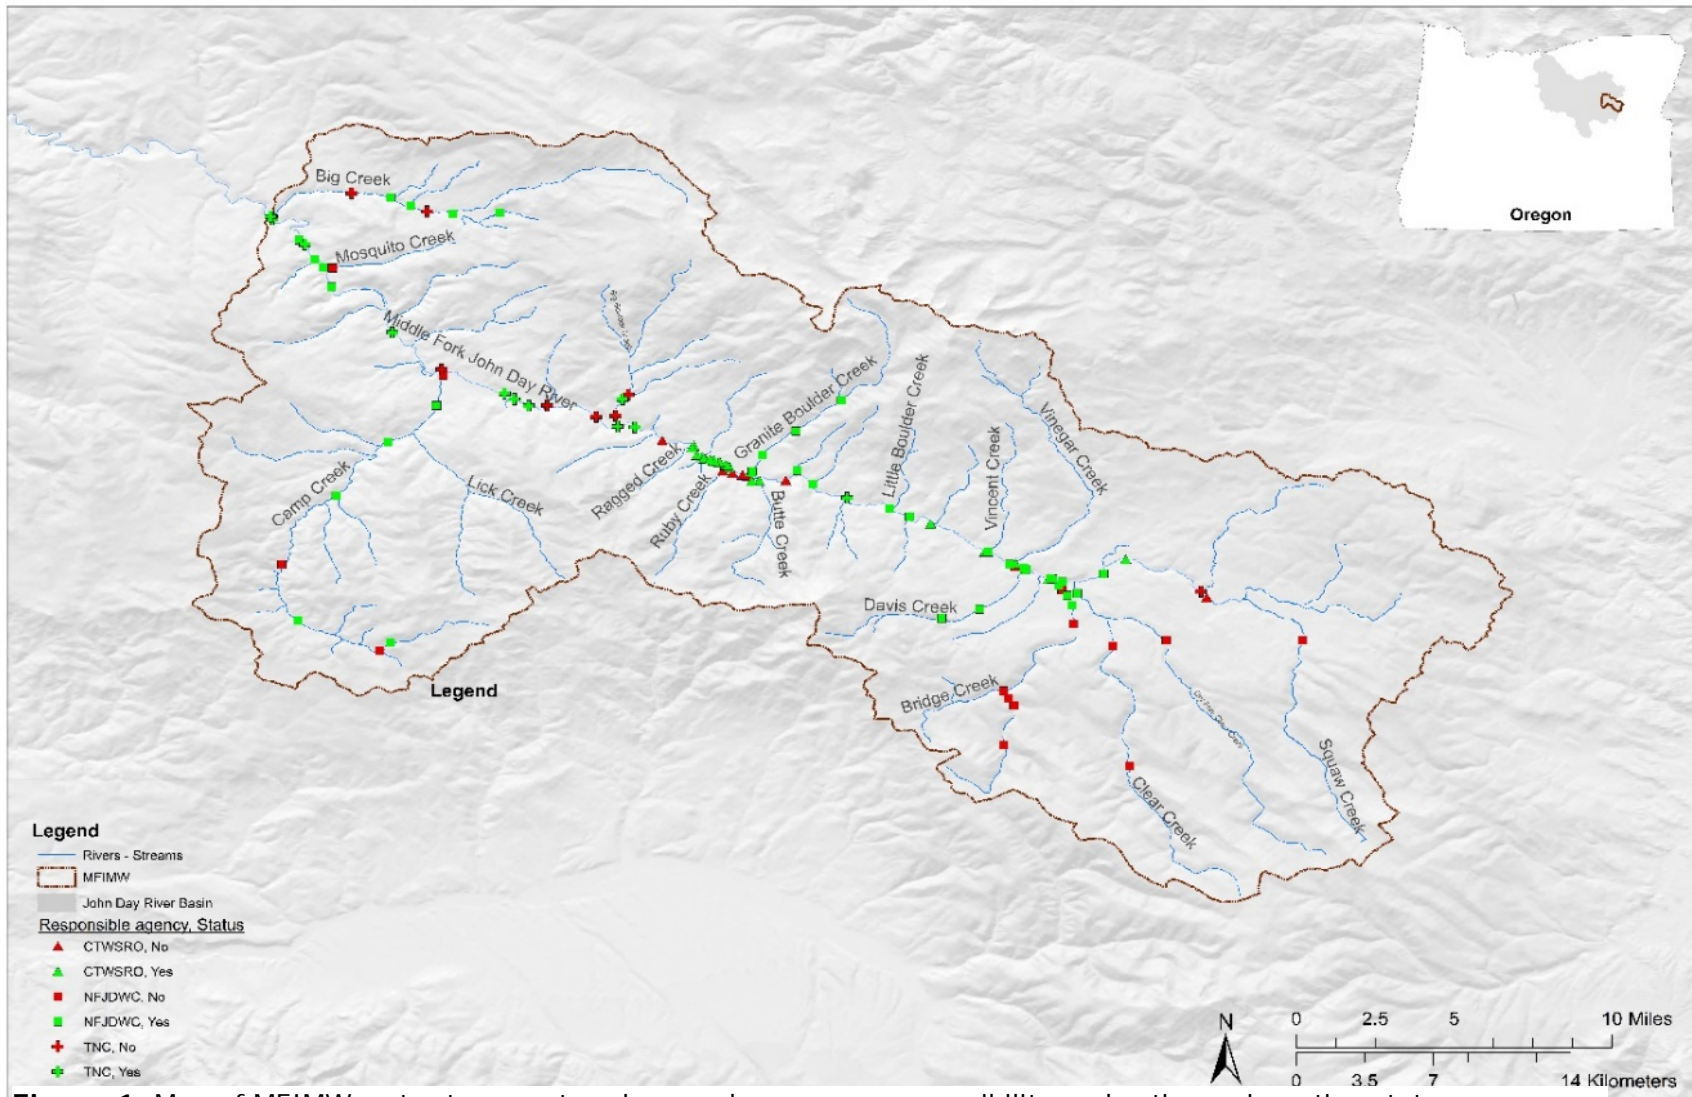 Big Creek
Mosquito Creek
Middle Fork John Day River
Granite Boulder Creek
Little Boulder Creek
Vinegar Creek
Vincent Creek
Ragged Creek
Ruby Creek
Butte Creek
Camp Creek
Lick Creek
Davis Creek
Bridge Creek
Clear Creek
Squaw Creek
Oregon
Legend
Legend
Rivers - Streams
MFIMW
John Day River Basin
Responsible agency, Status
CTWSRO, No
CTWSRO, Yes
NFJDWC, No
NFJDWC, Yes
TNC, No
TNC, Yes
N
0 2.5 5 10 Miles
0 3.5 7 14 Kilometers